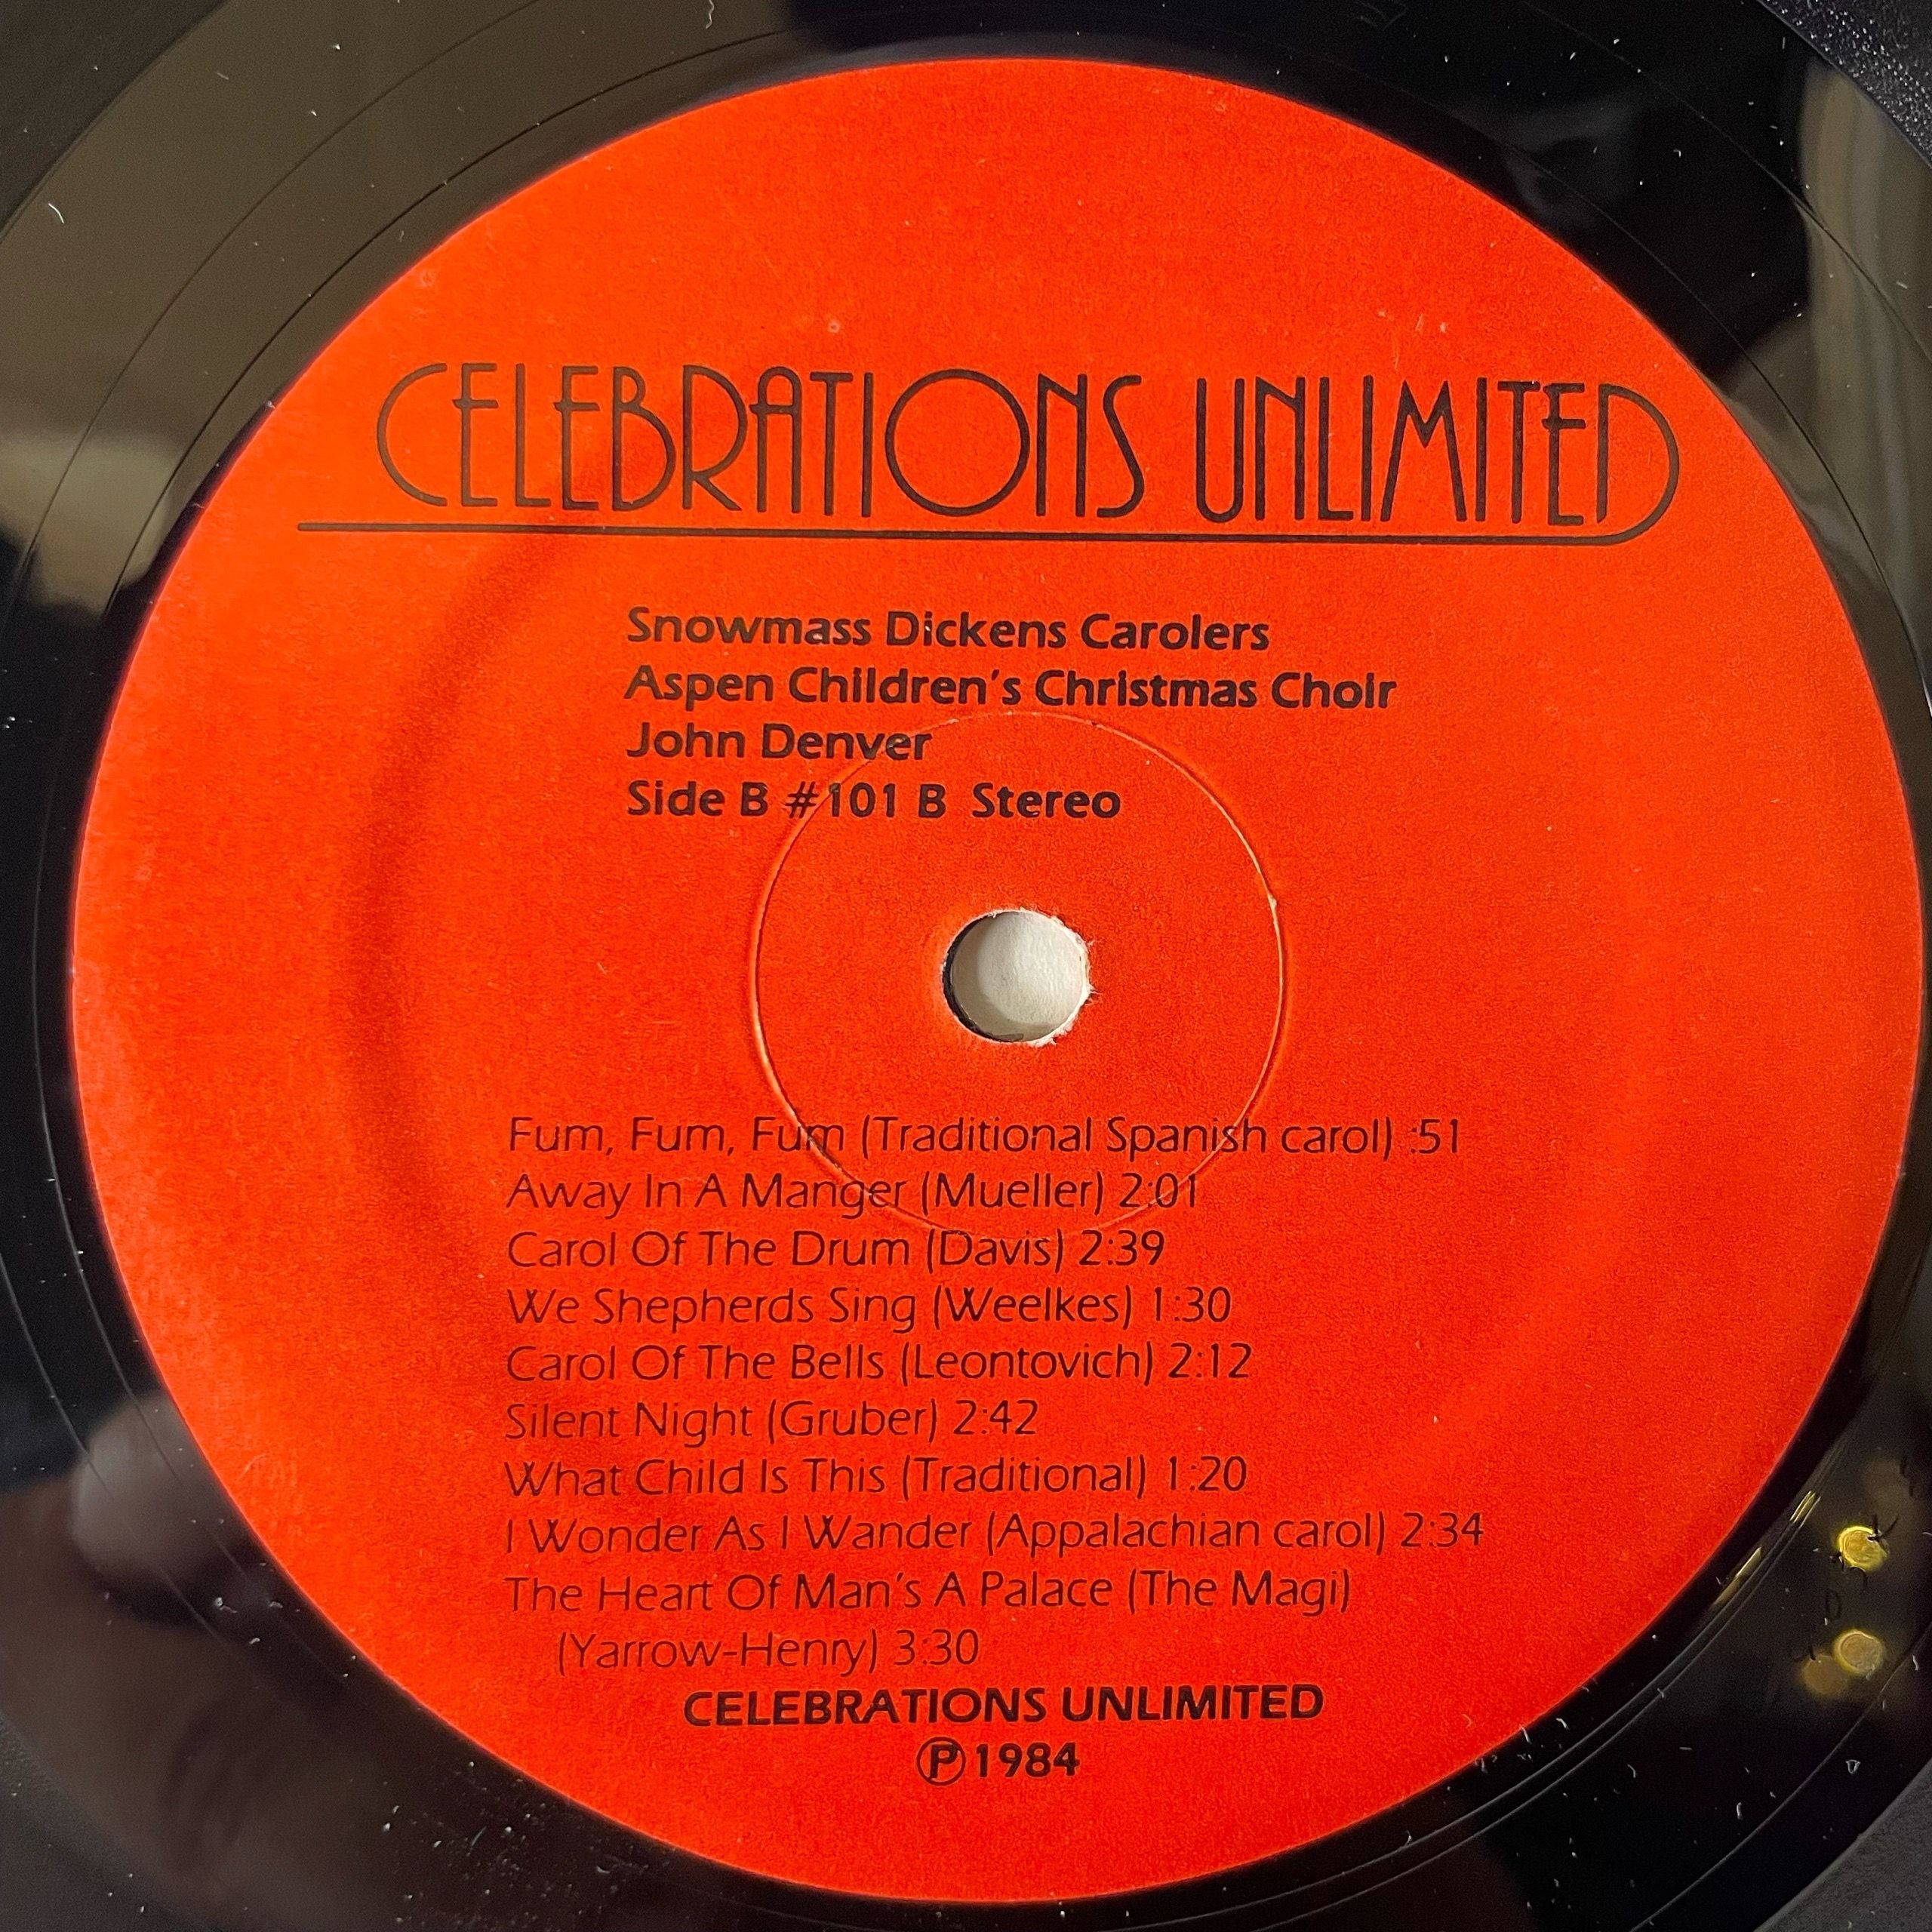 CELEBRATIONS UNLIMITED
Snowmass Dickens Carolers
Aspen Children's Christmas Choir
John Denver
Side B #101 B Stereo
Fum, Fum, Fum (Traditional Spanish carol) :51
Away In A Manger (Mueller) 2:01
Carol Of The Drum (Davis) 2:39
We Shepherds Sing (Weelkes) 1:30
Carol Of The Bells (Leontovich) 2:12
Silent Night (Gruber) 2:42
What Child Is This (Traditional) 1:20
I Wonder As I Wander (Appalachian carol) 2:34
The Heart Of Man's A Palace (The Magi)
(Yarrow-Henry) 3:30
CELEBRATIONS UNLIMITED
℗ 1984